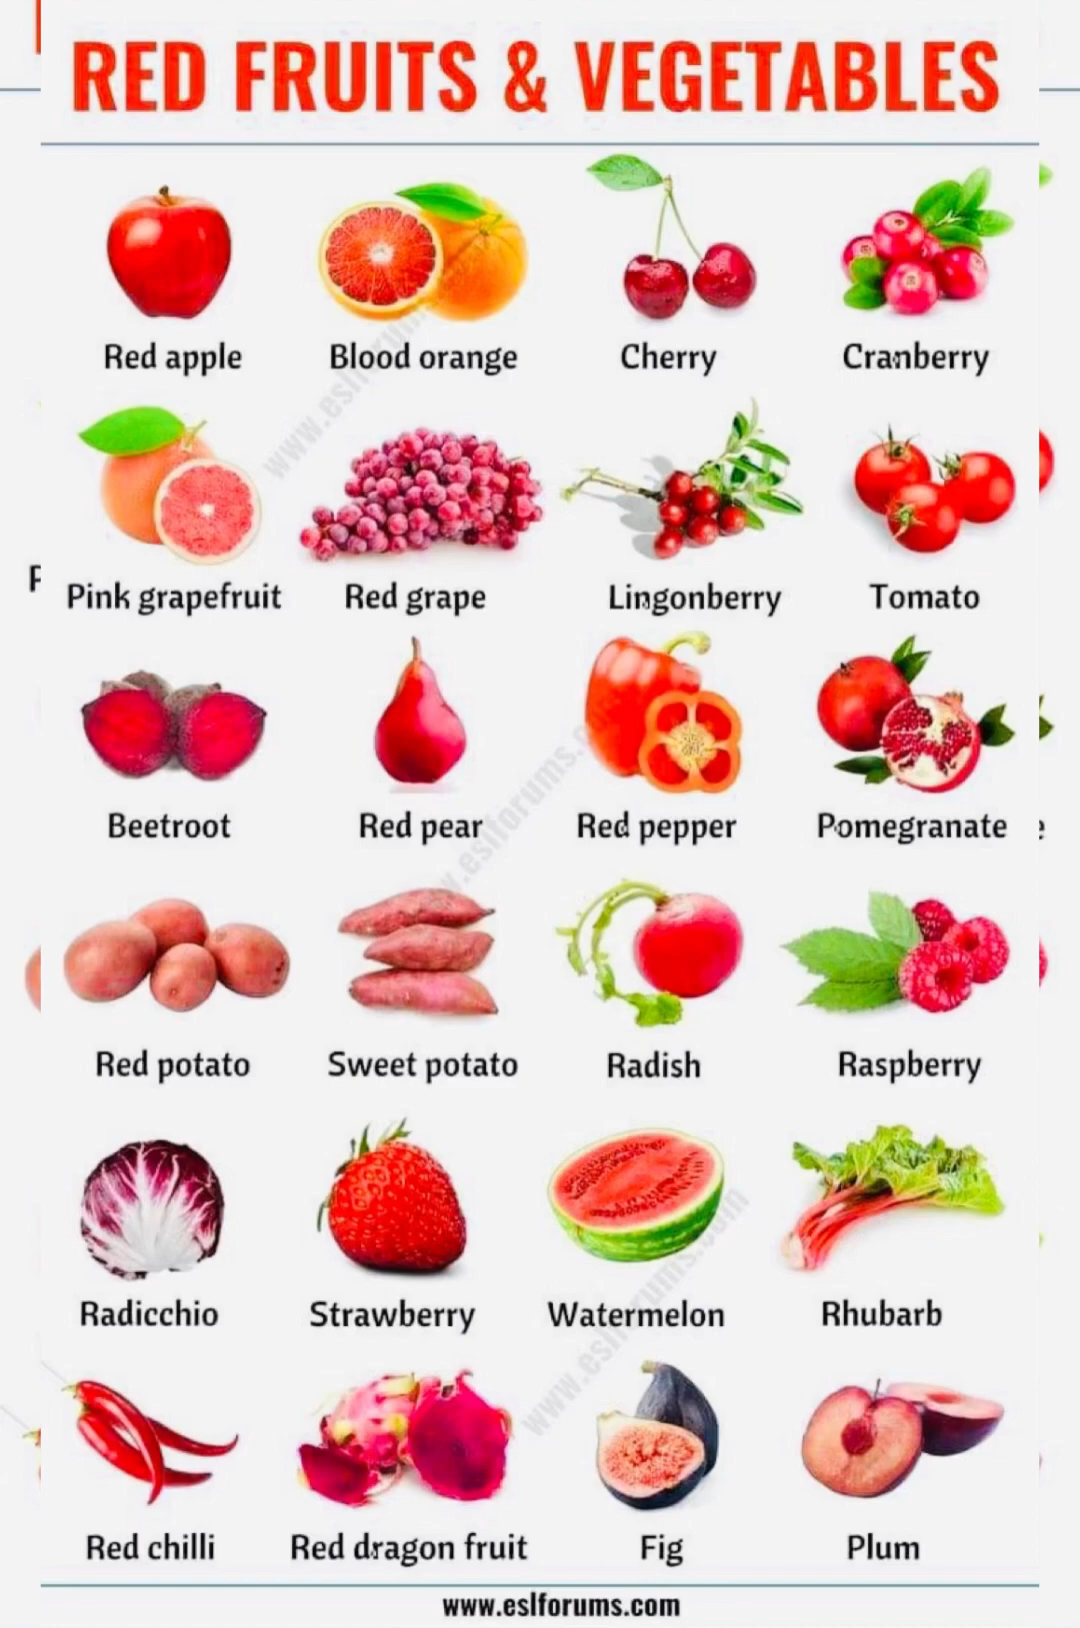 RED FRUITS & VEGETABLES
Red apple
Blood orange
Cherry
Cranberry
Pink grapefruit
Red grape
Lingonberry
Tomato
Beetroot
Red pear
Red pepper
Pomegranate
Red potato
Sweet potato
Radish
Raspberry
Radicchio
Strawberry
Watermelon
Rhubarb
Red chilli
Red dragon fruit
Fig
Plum
www.eslforums.com